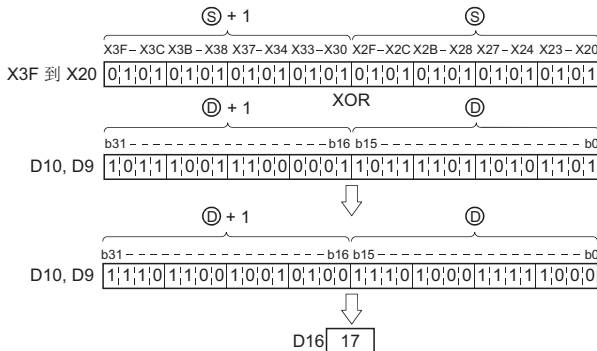 Ⓢ + 1 Ⓢ
X3F – X3C X3B – X38 X37 – X34 X33 – X30 X2F – X2C X2B – X28 X27 – X24 X23 – X20
X3F 到 X20 0 1 0 1 0 1 0 1 0 1 0 1 0 1 0 1 0 1 0 1 0 1 0 1 0 1 0 1 0 1 0 1
XOR
Ⓓ + 1 Ⓓ
b31 b16 b15 b0
D10, D9 1 0 1 1 1 0 0 1 1 1 0 0 0 0 0 1 1 0 1 1 1 1 0 1 1 0 1 0 1 1 0 1
Ⓓ + 1 Ⓓ
b31 b16 b15 b0
D10, D9 1 1 1 0 1 1 0 0 1 0 0 1 0 1 0 0 1 1 1 0 1 0 0 0 1 1 1 1 1 0 0 0
D16 17